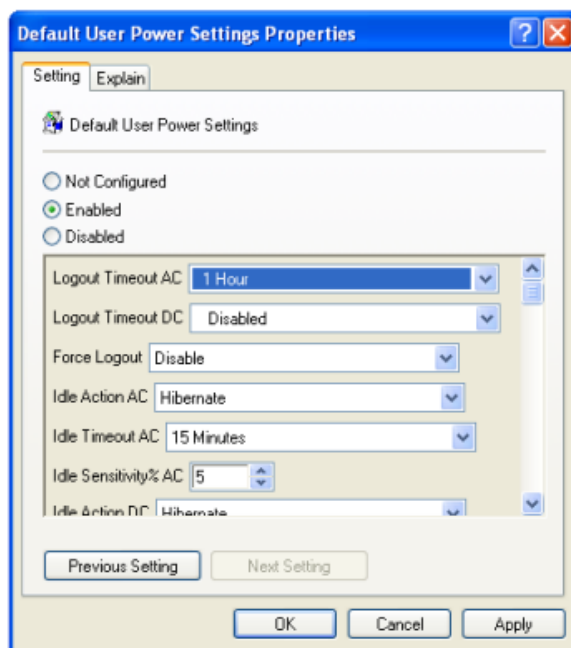 Default User Power Settings Properties
Setting Explain
Default User Power Settings
Not Configured
Enabled
Disabled
Logout Timeout AC 1 Hour
Logout Timeout DC Disabled
Force Logout Disable
Idle Action AC Hibernate
Idle Timeout AC 15 Minutes
Idle Sensitivity% AC 5
Idle Action DC Hibernate
Previous Setting Next Setting
OK Cancel Apply